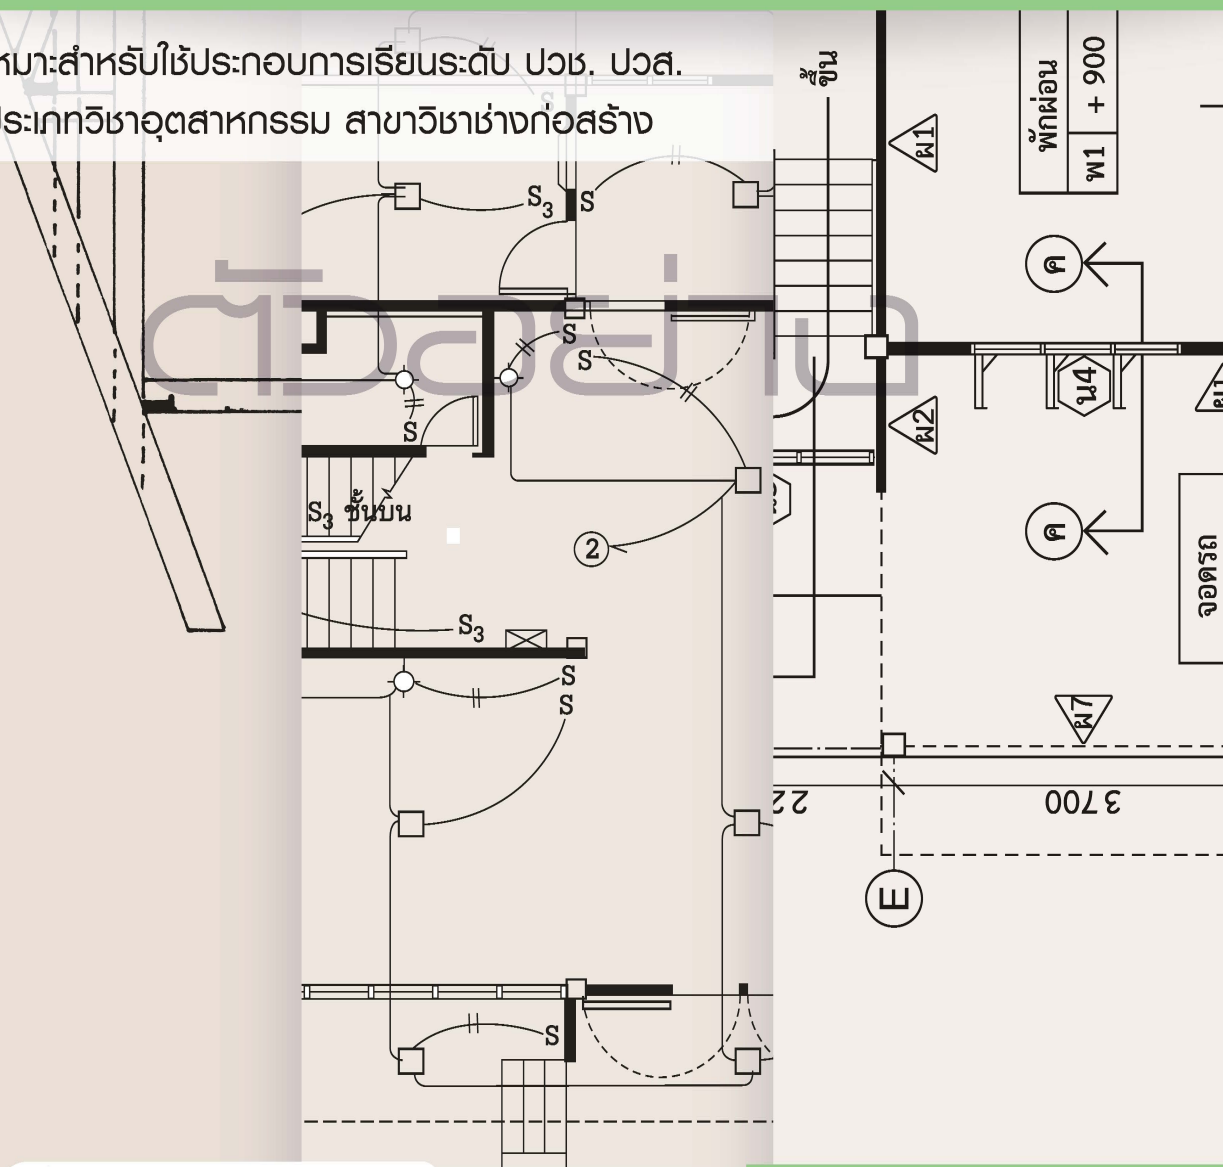 หมาะสำหรับใช้ประกอบการเรียนระดับ ปวช. ปวส.
ประเภทวิชาอุตสาหกรรม สาขาวิชาช่างก่อสร้าง
ตัวอย่าง
ขึ้น
พักผ่อน
พ1 + 900
ผ1
S3 S
S
ค
S
S
S
น4
ผ1
ผ2
S3 ชั้นบน
2
ค
จอดรถ
S3
S
S
ผ7
22
3700
E
S